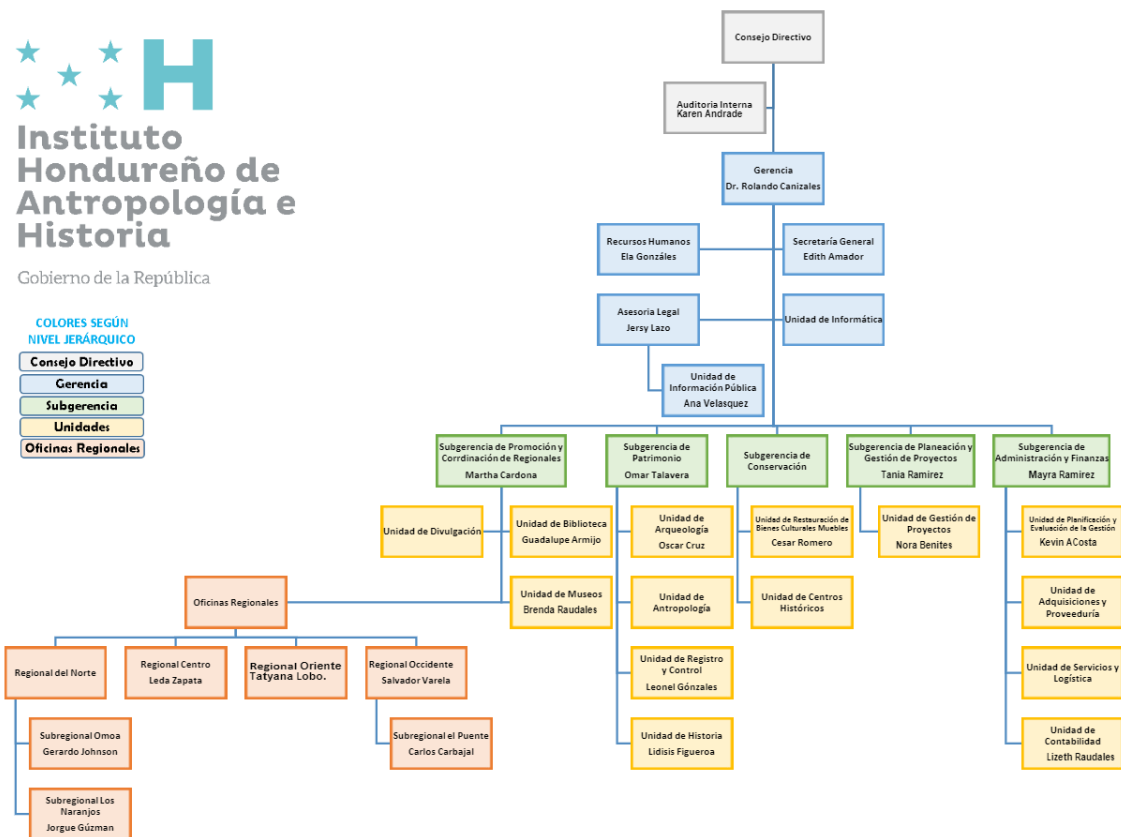 Consejo Directivo
Auditoria Interna
Karen Andrade
H
Instituto
Hondureño de
Antropología e
Historia
Gobierno de la República
Gerencia
Dr. Rolando Canizales
Recursos Humanos
Ela Gonzáles
Secretaría General
Edith Amador
Asesoria Legal
Jersy Lazo
Unidad de Informática
Unidad de
Información Pública
Ana Velasquez
COLORES SEGÚN
NIVEL JERÁRQUICO
Consejo Directivo
Gerencia
Subgerencia
Unidades
Oficinas Regionales
Subgerencia de Promoción y
Corrdinación de Regionales
Martha Cardona
Subgerencia de
Patrimonio
Omar Talavera
Subgerencia de
Conservación
Subgerencia de Planeación y
Gestión de Proyectos
Tania Ramirez
Subgerencia de
Administración y Finanzas
Mayra Ramirez
Unidad de Divulgación
Unidad de Biblioteca
Guadalupe Armijo
Unidad de
Arqueología
Oscar Cruz
Unidad de Restauración de
Bienes Culturales Muebles
Cesar Romero
Unidad de Gestión de
Proyectos
Nora Benites
Unidad de Planificación y
Evaluación de la Gestión
Kevin ACosta
Oficinas Regionales
Unidad de Museos
Brenda Raudales
Unidad de
Antropología
Unidad de Centros
Históricos
Unidad de
Adquisiciones y
Proveeduría
Regional del Norte
Regional Centro
Leda Zapata
Regional Oriente
Tatyana Lobo.
Regional Occidente
Salvador Varela
Unidad de Registro
y Control
Leonel Gónzales
Unidad de Servicios y
Logística
Subregional Omoa
Gerardo Johnson
Subregional el Puente
Carlos Carbajal
Unidad de Historia
Lidisis Figueroa
Unidad de
Contabilidad
Lizeth Raudales
Subregional Los
Naranjos
Jorgue Gúzman